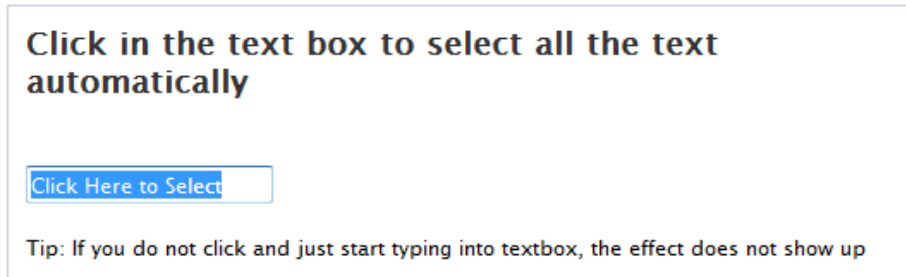 Click in the text box to select all the text
automatically
Click Here to Select
Tip: If you do not click and just start typing into textbox, the effect does not show up